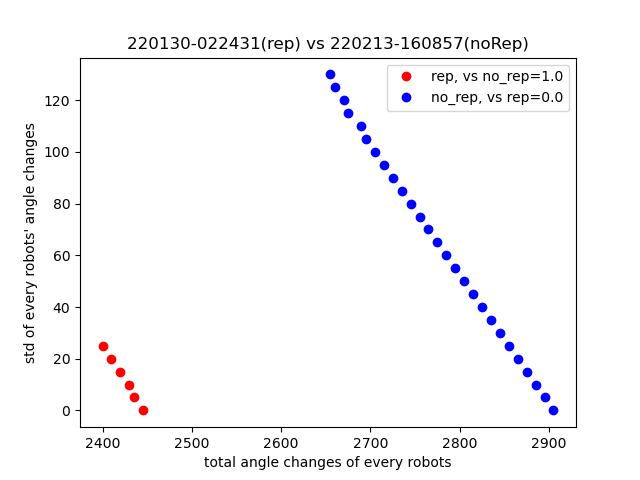 220130-022431(rep) vs 220213-160857(noRep)
rep, vs no_rep=1.0
no_rep, vs rep=0.0
std of every robots' angle changes
120
100
80
60
40
20
0
2400 2500 2600 2700 2800 2900
total angle changes of every robots